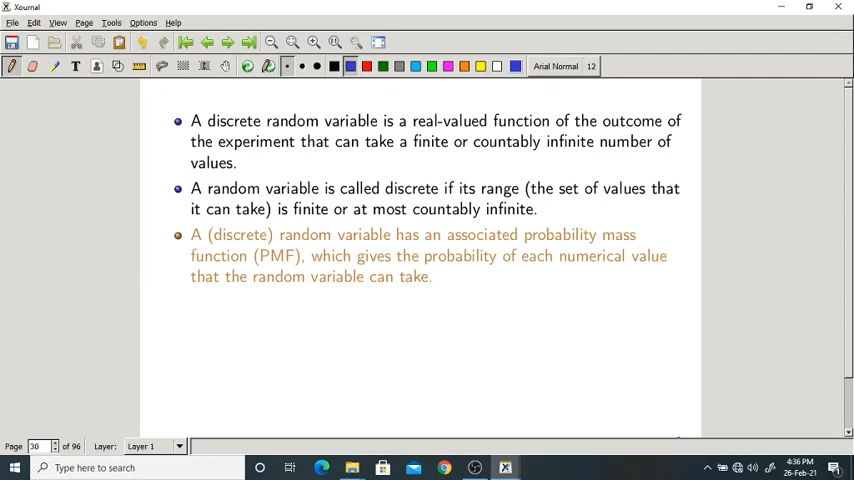 Xournal
File Edit View Page Tools Options Help
T Arial Normal 12
A discrete random variable is a real-valued function of the outcome of
the experiment that can take a finite or countably infinite number of
values.
A random variable is called discrete if its range (the set of values that
it can take) is finite or at most countably infinite.
A (discrete) random variable has an associated probability mass
function (PMF), which gives the probability of each numerical value
that the random variable can take.
Page 30 of 96 Layer: Layer 1
Type here to search
4:36 PM
26-Feb-21
1